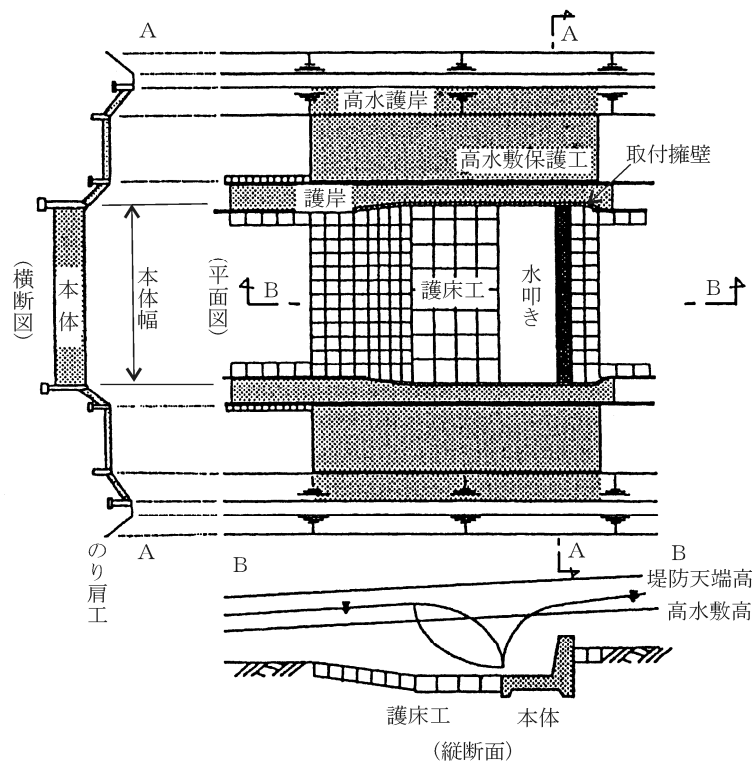 A
A
高水護岸
高水敷保護工
取付擁壁
護岸
(横断図)
本体
本体幅
(平面図)
B
護床工
水叩き
B
のり肩工
A
B
A
B
堤防天端高
高水敷高
護床工
本体
(縦断面)